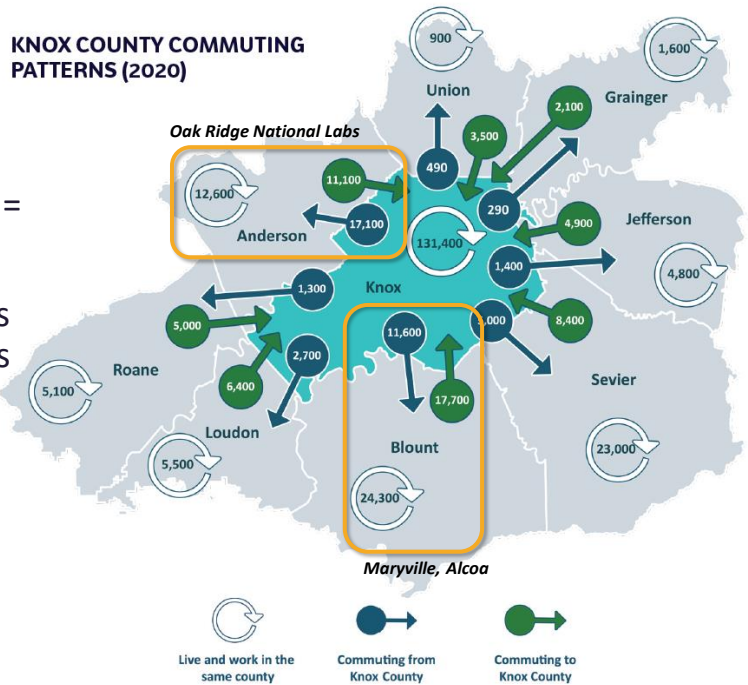 KNOX COUNTY COMMUTING
PATTERNS (2020)
=
s
s
Oak Ridge National Labs
900
Union
1,600
Grainger
2,100
3,500
490
290
11,100
12,600
17,100
Anderson
131,400
4,900
Jefferson
1,400
4,800
Knox
1,300
5,000
11,600
8,400
2,700
6,400
17,700
Roane
5,100
Loudon
5,500
Sevier
23,000
Blount
24,300
Maryville, Alcoa
Live and work in the
same county
Commuting from
Knox County
Commuting to
Knox County